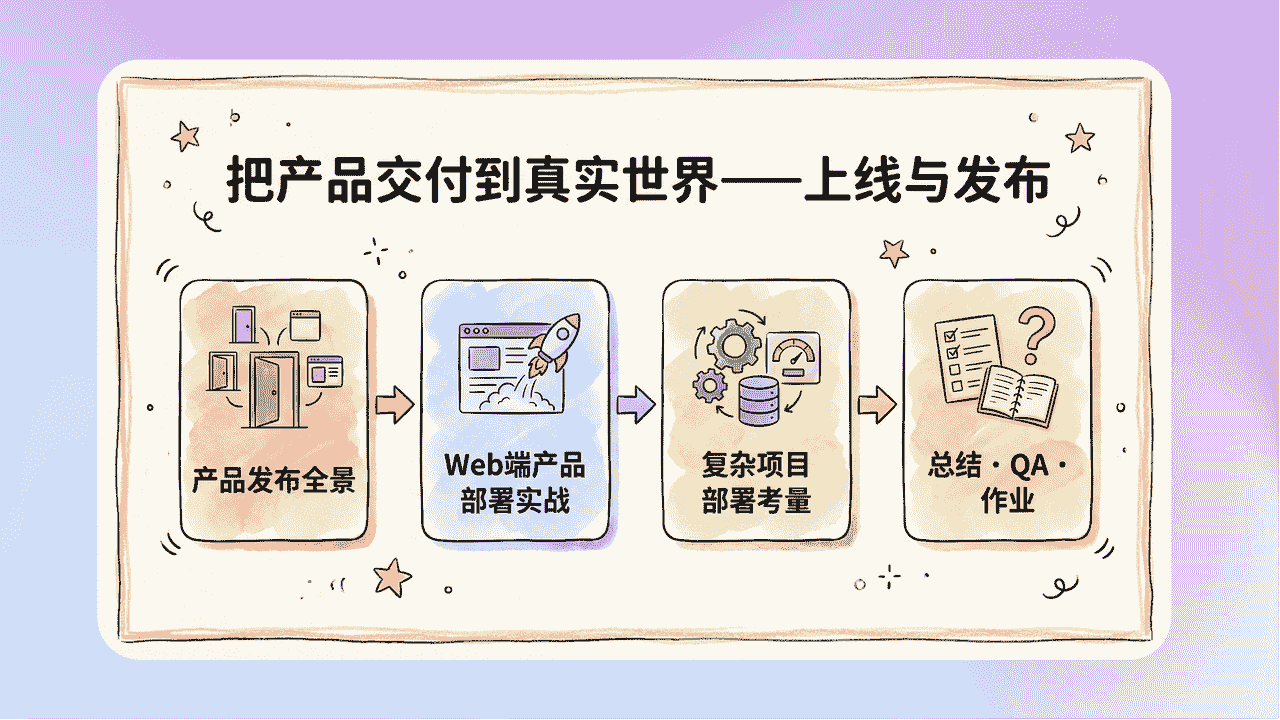 把产品交付到真实世界——上线与发布
产品发布全景
Web端产品
部署实战
复杂项目
部署考量
总结·QA·
作业